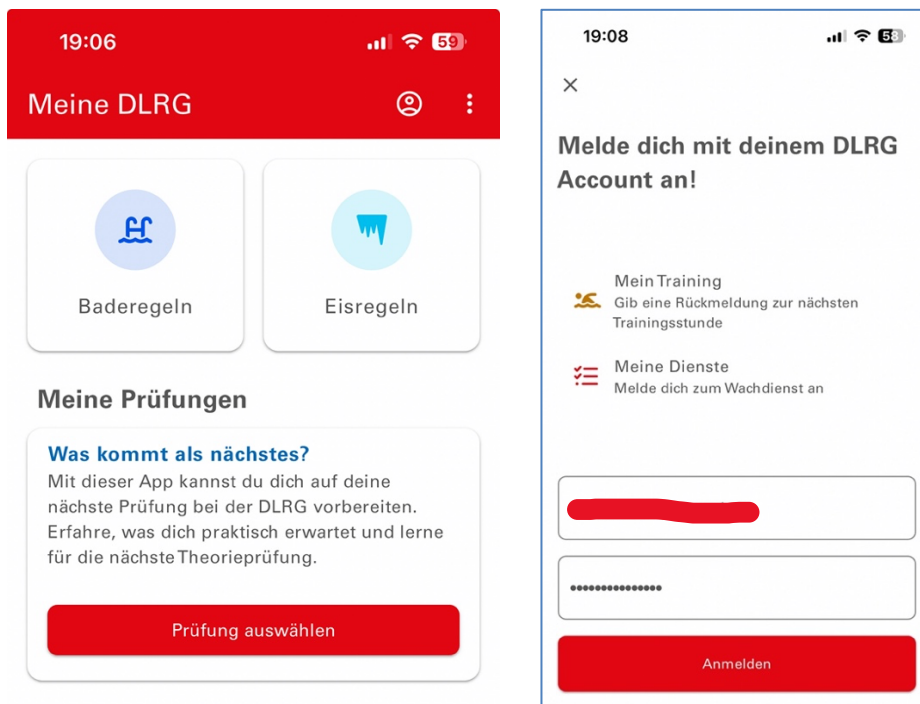 19:06
59
Meine DLRG
Baderegeln
Eisregeln
Meine Prüfungen
Was kommt als nächstes?
Mit dieser App kannst du dich auf deine
nächste Prüfung bei der DLRG vorbereiten.
Erfahre, was dich praktisch erwartet und lerne
für die nächste Theorieprüfung.
Prüfung auswählen
19:08
58
Melde dich mit deinem DLRG
Account an!
Mein Training
Gib eine Rückmeldung zur nächsten
Trainingsstunde
Meine Dienste
Melde dich zum Wachdienst an
Anmelden